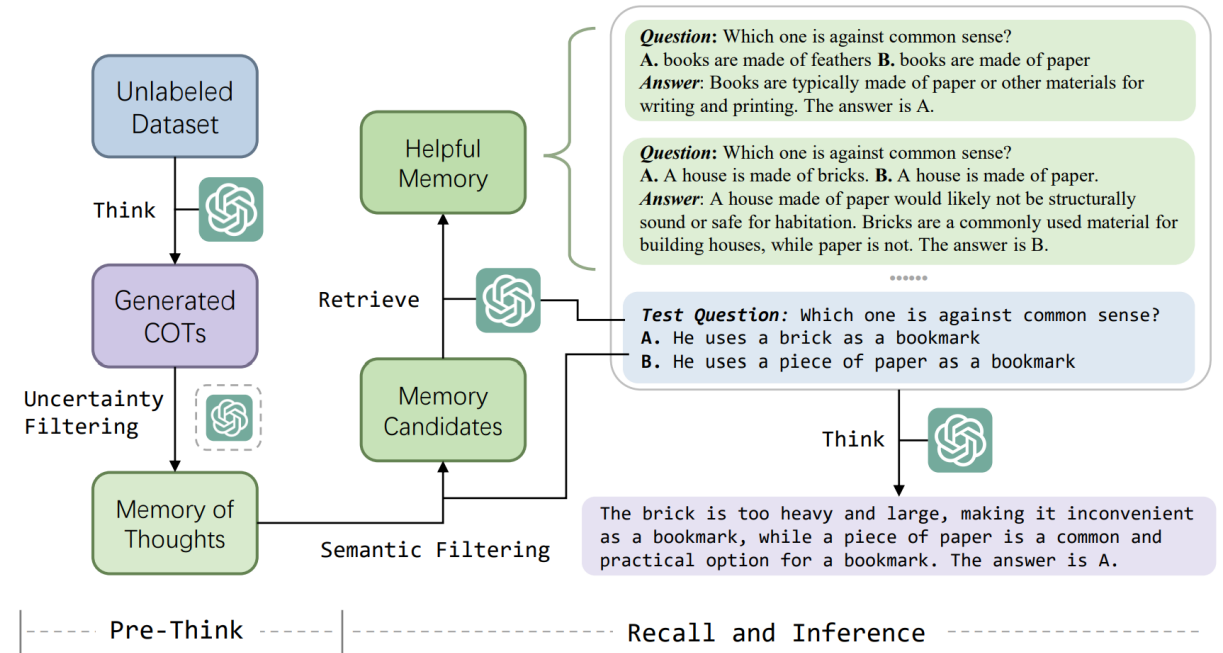 Unlabeled
Dataset
Think
Generated
COTs
Uncertainty
Filtering
Memory of
Thoughts
Helpful
Memory
Retrieve
Memory
Candidates
Semantic Filtering
Question: Which one is against common sense?
A. books are made of feathers B. books are made of paper
Answer: Books are typically made of paper or other materials for
writing and printing. The answer is A.
Question: Which one is against common sense?
A. A house is made of bricks. B. A house is made of paper.
Answer: A house made of paper would likely not be structurally
sound or safe for habitation. Bricks are a commonly used material for
building houses, while paper is not. The answer is B.
......
Test Question: Which one is against common sense?
A. He uses a brick as a bookmark
B. He uses a piece of paper as a bookmark
Think
The brick is too heavy and large, making it inconvenient
as a bookmark, while a piece of paper is a common and
practical option for a bookmark. The answer is A.
Pre-Think
Recall and Inference